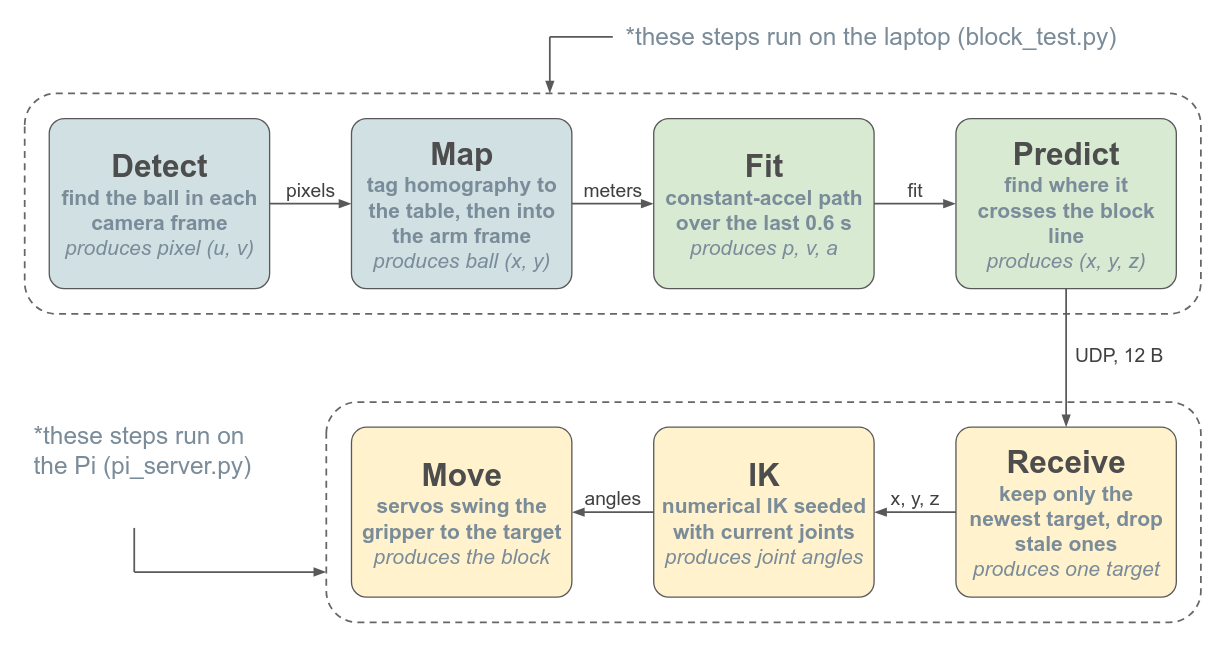 *these steps run on the laptop (block_test.py)
Detect
find the ball in each
camera frame
produces pixel (u, v)
pixels
Map
tag homography to
the table, then into
the arm frame
produces ball (x, y)
meters
Fit
constant-accel path
over the last 0.6 s
produces p, v, a
fit
Predict
find where it
crosses the block
line
produces (x, y, z)
UDP, 12 B
*these steps run on
the Pi (pi_server.py)
Move
servos swing the
gripper to the target
produces the block
angles
IK
numerical IK seeded
with current joints
produces joint angles
x, y, z
Receive
keep only the
newest target, drop
stale ones
produces one target